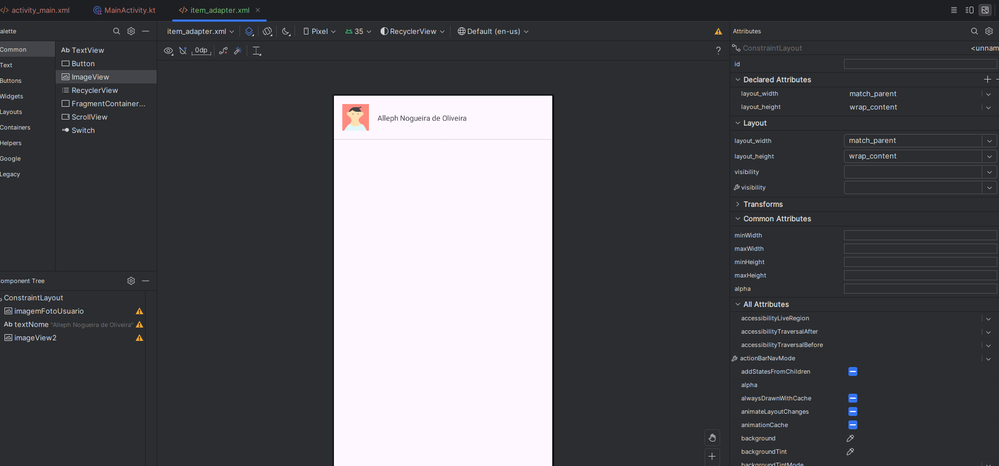 activity_main.xml
MainActivity.kt
item_adapter.xml
alette
item_adapter.xml
Pixel
35
RecyclerView
Default (en-us)
Attributes
Common
Ab TextView
0dp
?
ConstraintLayout
<unnam
Text
Button
id
Buttons
ImageView
Declared Attributes
Widgets
RecyclerView
layout_width
match_parent
Layouts
FragmentContainer...
layout_height
wrap_content
Containers
ScrollView
Alleph Nogueira de Oliveira
Layout
Helpers
Switch
layout_width
match_parent
Google
layout_height
wrap_content
Legacy
visibility
visibility
Transforms
Common Attributes
minWidth
maxWidth
minHeight
maxHeight
alpha
omponent Tree
ConstraintLayout
imagemFotoUsuario
Ab textNome "Alleph Nogueira de Oliveira"
imageView2
All Attributes
accessibilityLiveRegion
accessibilityTraversalAfter
accessibilityTraversalBefore
actionBarNavMode
addStatesFromChildren
alpha
alwaysDrawnWithCache
animateLayoutChanges
animationCache
background
backgroundTint
backgroundTintMode